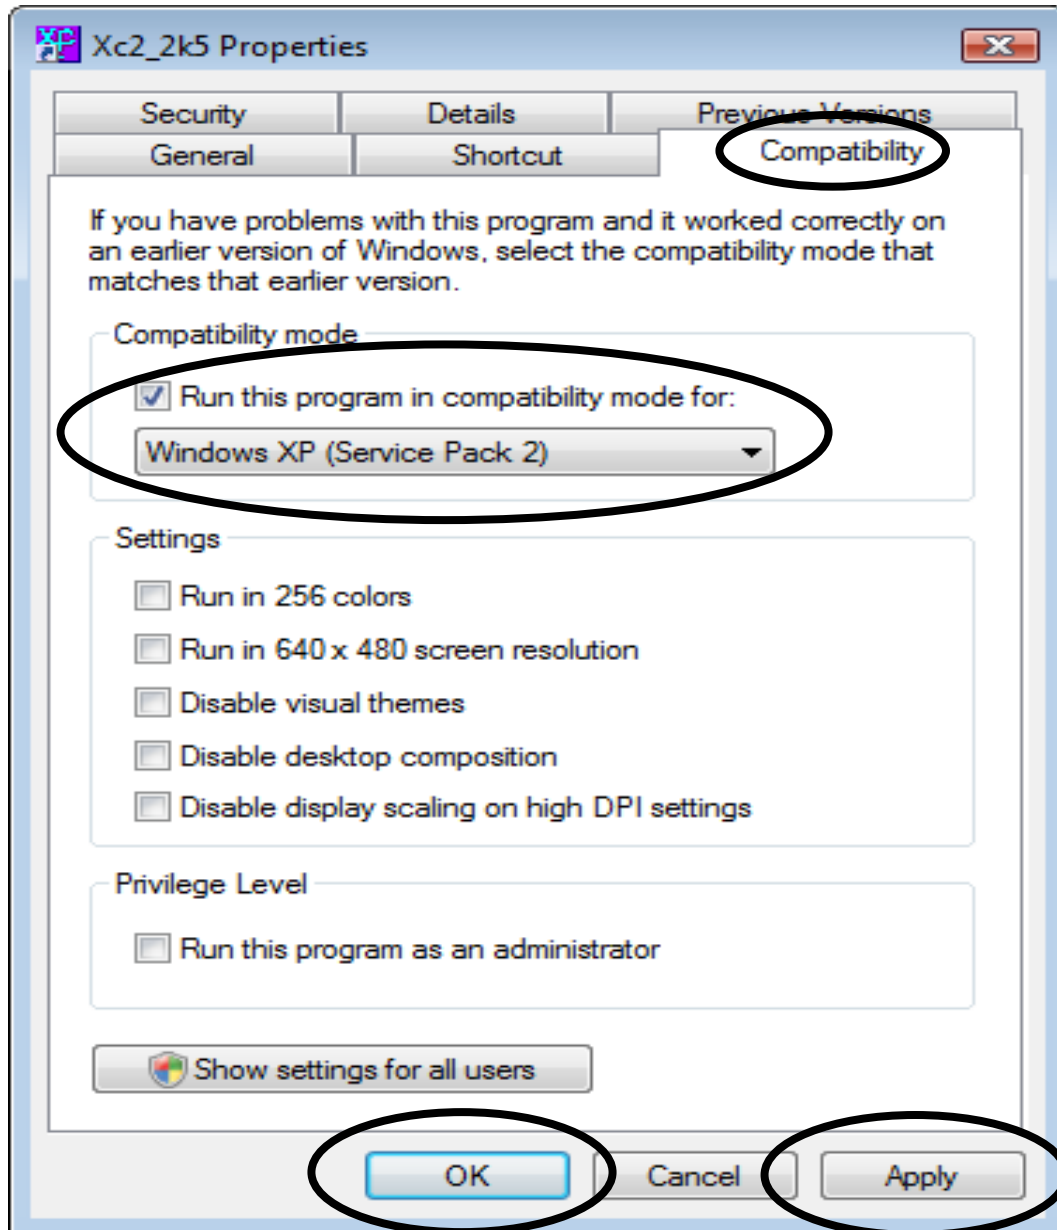 Xc2_2k5 Properties
Security Details Previous Versions
General Shortcut Compatibility
If you have problems with this program and it worked correctly on
an earlier version of Windows, select the compatibility mode that
matches that earlier version.
Compatibility mode
Run this program in compatibility mode for:
Windows XP (Service Pack 2)
Settings
Run in 256 colors
Run in 640 x 480 screen resolution
Disable visual themes
Disable desktop composition
Disable display scaling on high DPI settings
Privilege Level
Run this program as an administrator
Show settings for all users
OK Cancel Apply